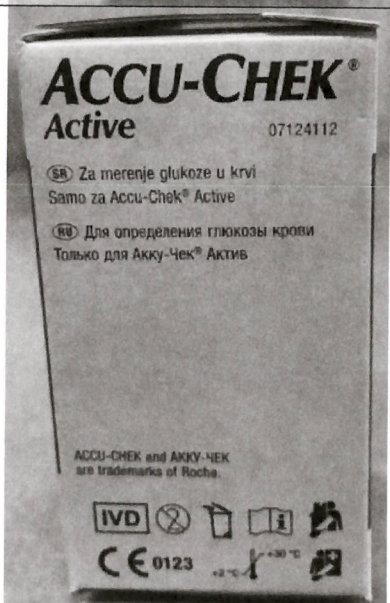 ACCU-CHEK®
Active
07124112
SR Za merenje glukoze u krvi
Samo za Accu-Chek® Active
RU Для определения глюкозы крови
Только для Акку-Чек® Актив
ACCU-CHEK and АККУ-ЧЕК
are trademarks of Roche.
IVD
CE 0123
+2 °C +30 °C